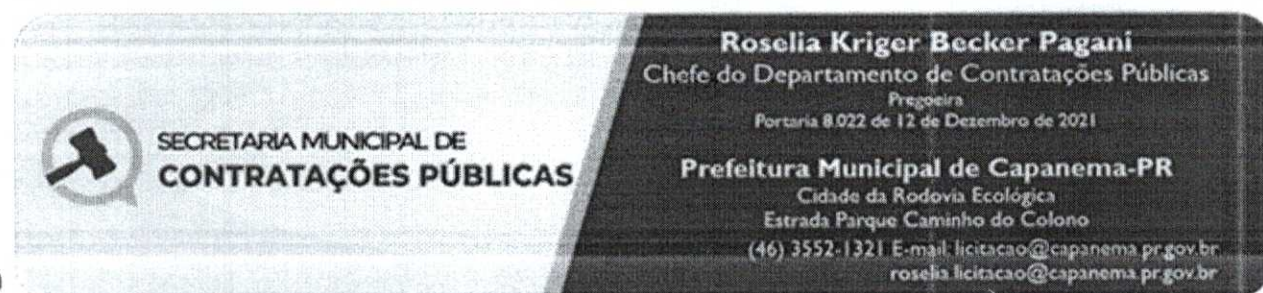 SECRETARIA MUNICIPAL DE
CONTRATAÇÕES PÚBLICAS
Roselia Kriger Becker Pagani
Chefe do Departamento de Contratações Públicas
Pregoeira
Portaria 8.022 de 12 de Dezembro de 2021
Prefeitura Municipal de Capanema-PR
Cidade da Rodovia Ecológica
Estrada Parque Caminho do Colono
(46) 3552-1321 E-mail: licitacao@capanema.pr.gov.br
roselia.licitacao@capanema.pr.gov.br